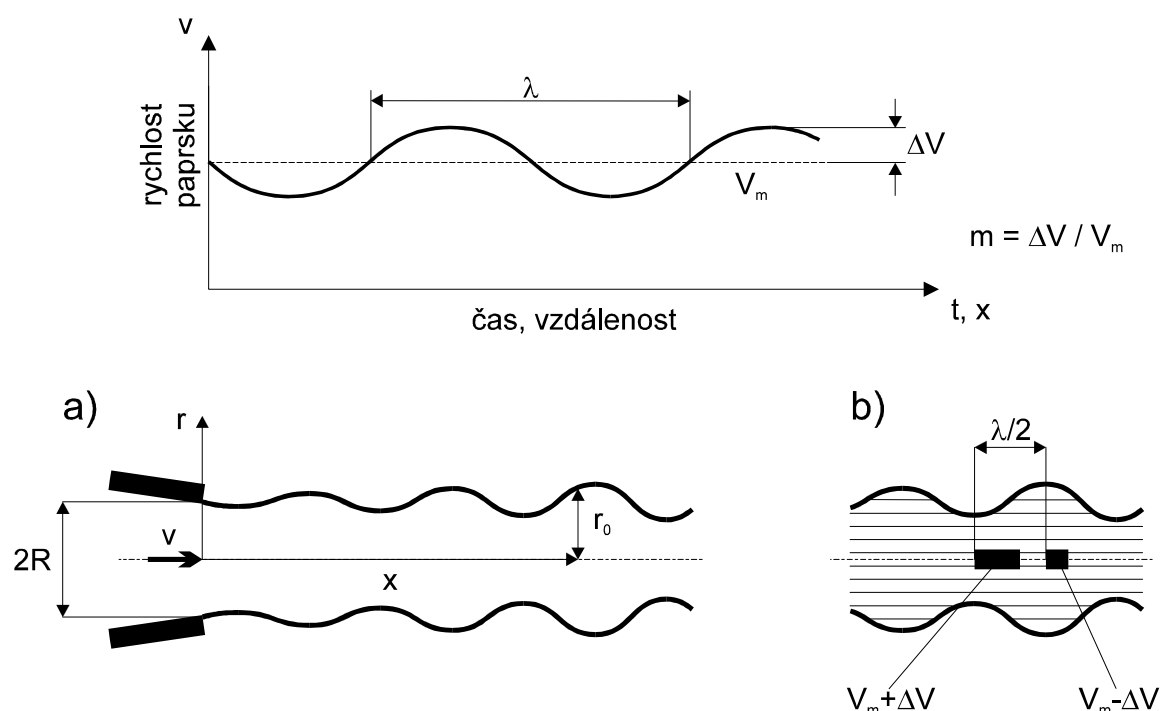 v
λ
rychlost
paprsku
ΔV
V_m
m = ΔV / V_m
t, x
čas, vzdálenost
a)
b)
r
λ/2
v
r_0
2R
x
V_m+ΔV
V_m-ΔV